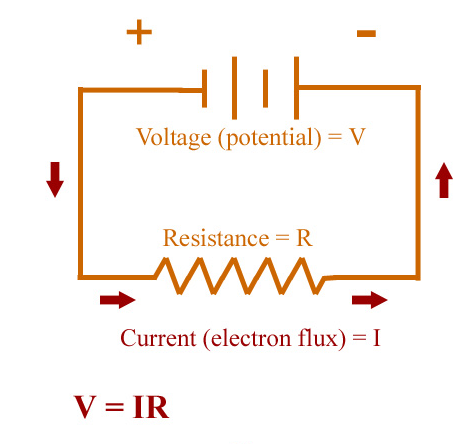 + -
Voltage (potential) = V
Resistance = R
Current (electron flux) = I
V = IR